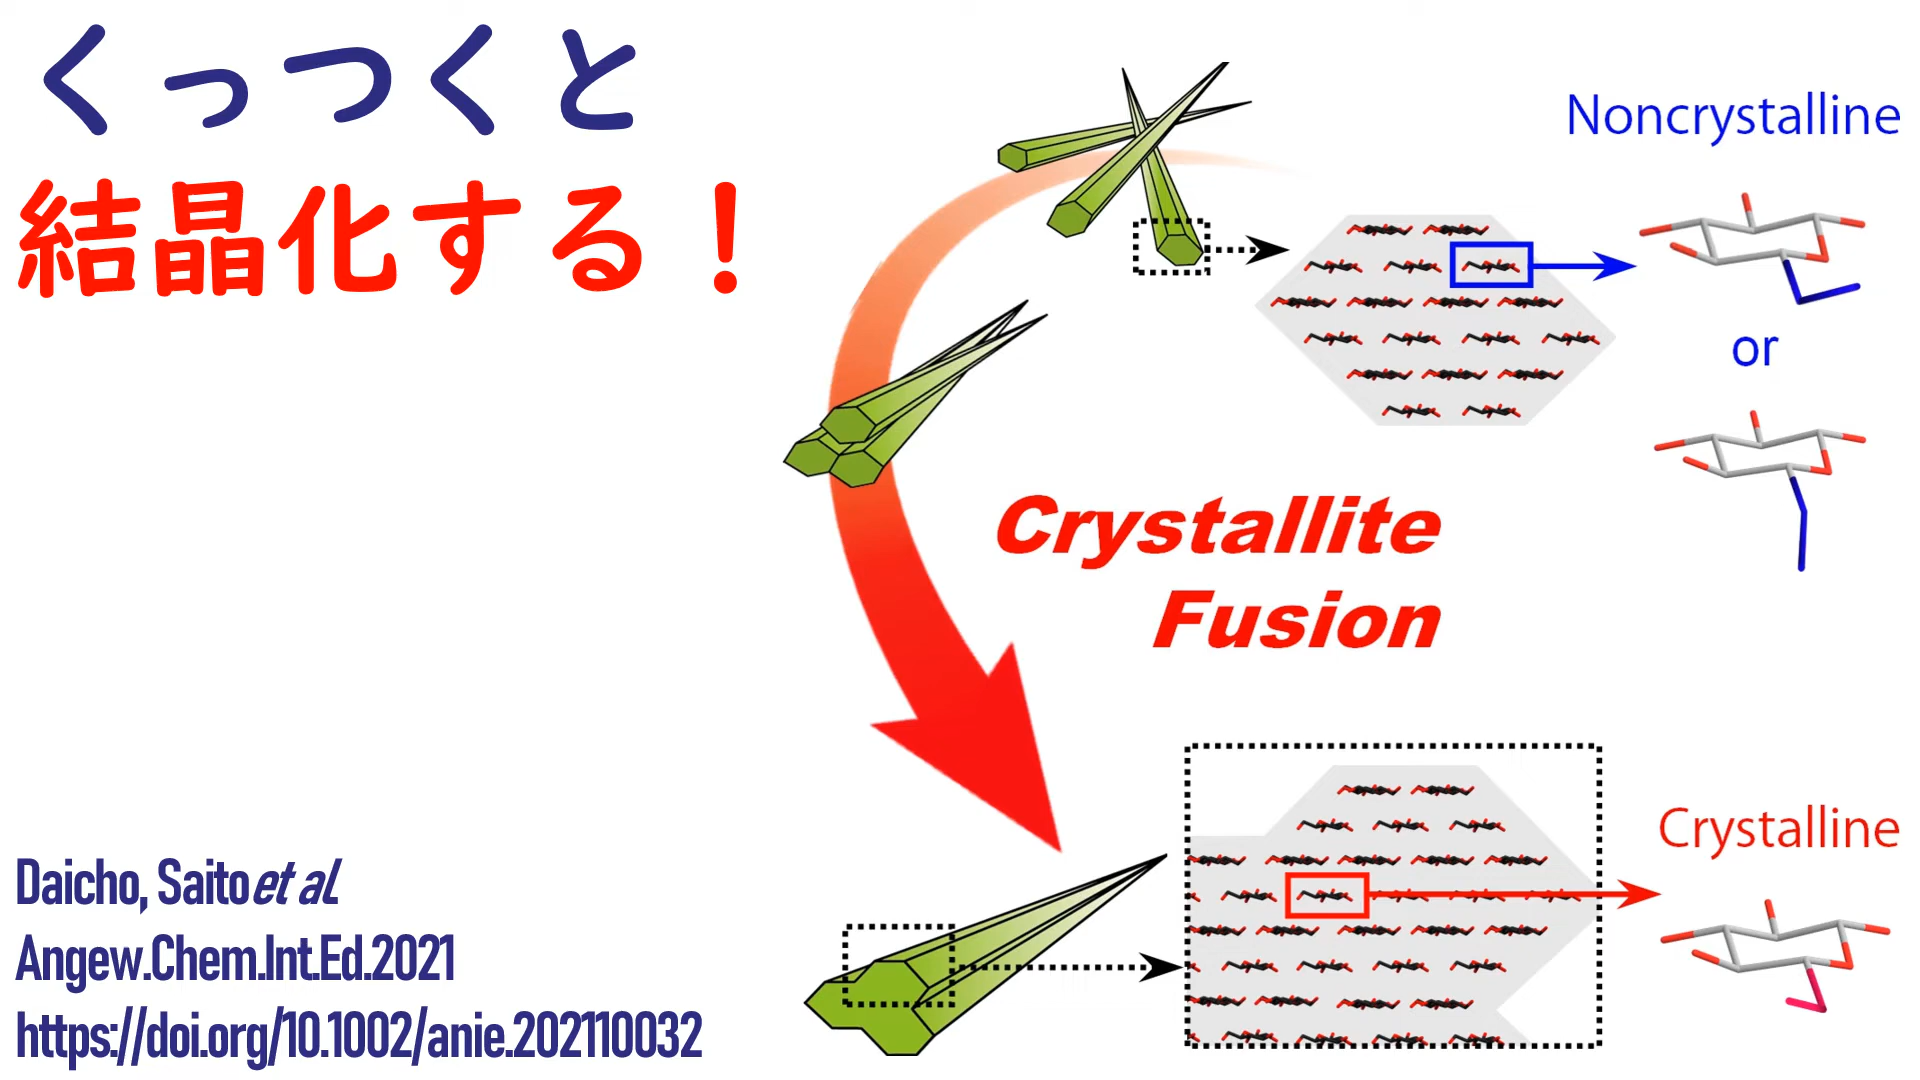 くっつくと
結晶化する！
Noncrystalline
or
Crystallite
Fusion
Crystalline
Daicho, Saito et al.
Angew.Chem.Int.Ed.2021
https://doi.org/10.1002/anie.202110032